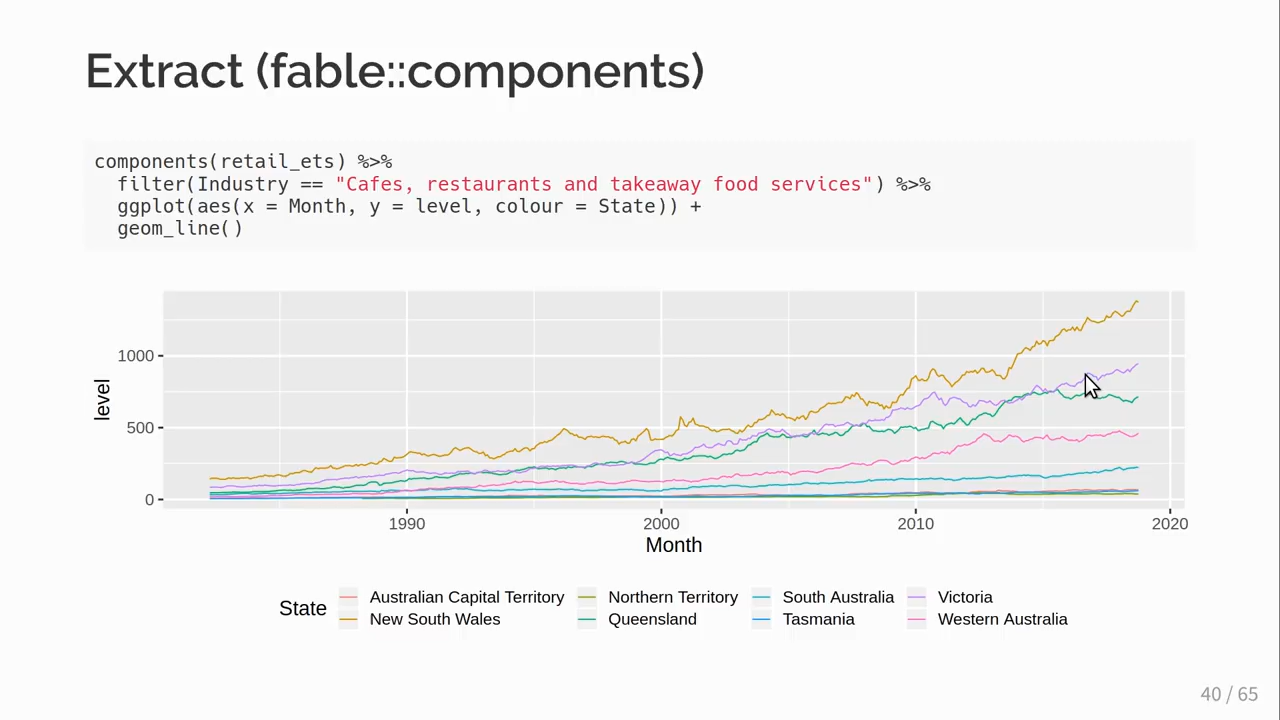 Extract (fable::components)
components(retail_ets) %>%
  filter(Industry == "Cafes, restaurants and takeaway food services") %>%
  ggplot(aes(x = Month, y = level, colour = State)) +
  geom_line()
level
1000
500
0
1990 2000 2010 2020
Month
State
Australian Capital Territory Northern Territory South Australia Victoria
New South Wales Queensland Tasmania Western Australia
40 / 65